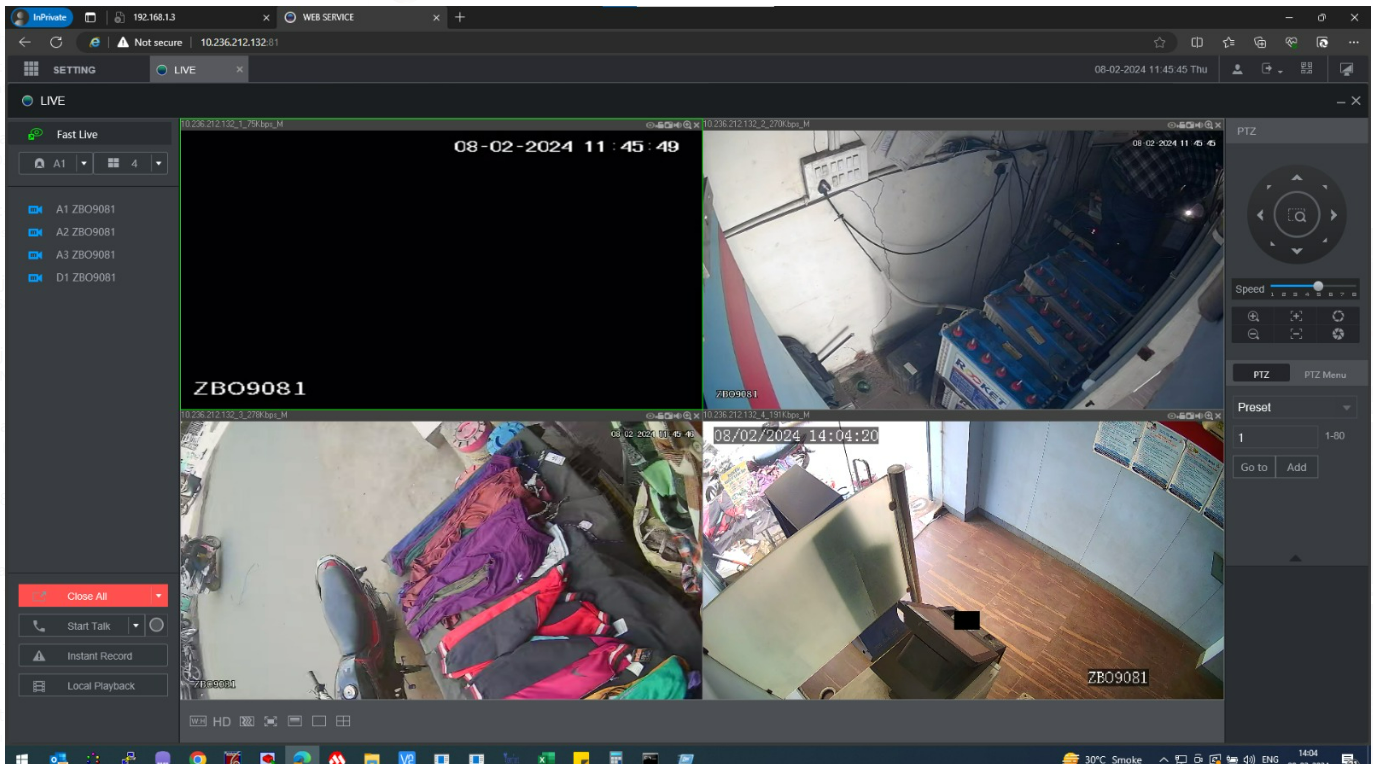 InPrivate
192.168.1.3
WEB SERVICE
Not secure
10.236.212.132:81
SETTING
LIVE
08-02-2024 11:45:45 Thu
LIVE
Fast Live
A1
4
A1 ZBO9081
A2 ZBO9081
A3 ZBO9081
D1 ZBO9081
Close All
Start Talk
Instant Record
Local Playback
10.236.212.132_1_75Kbps_M
08-02-2024 11:45:49
ZBO9081
10.236.212.132_2_270Kbps_M
08-02-2024 11 45 45
ROCKET
ZBO9081
10.236.212.132_3_278Kbps_M
08-02-2024 11 45 46
ZBO9081
10.236.212.132_4_191Kbps_M
08/02/2024 14:04:20
ZBO9081
WH HD
PTZ
Speed
1 2 3 4 5 6 7 8
PTZ
PTZ Menu
Preset
1
1-80
Go to
Add
30°C Smoke
ENG
14:04